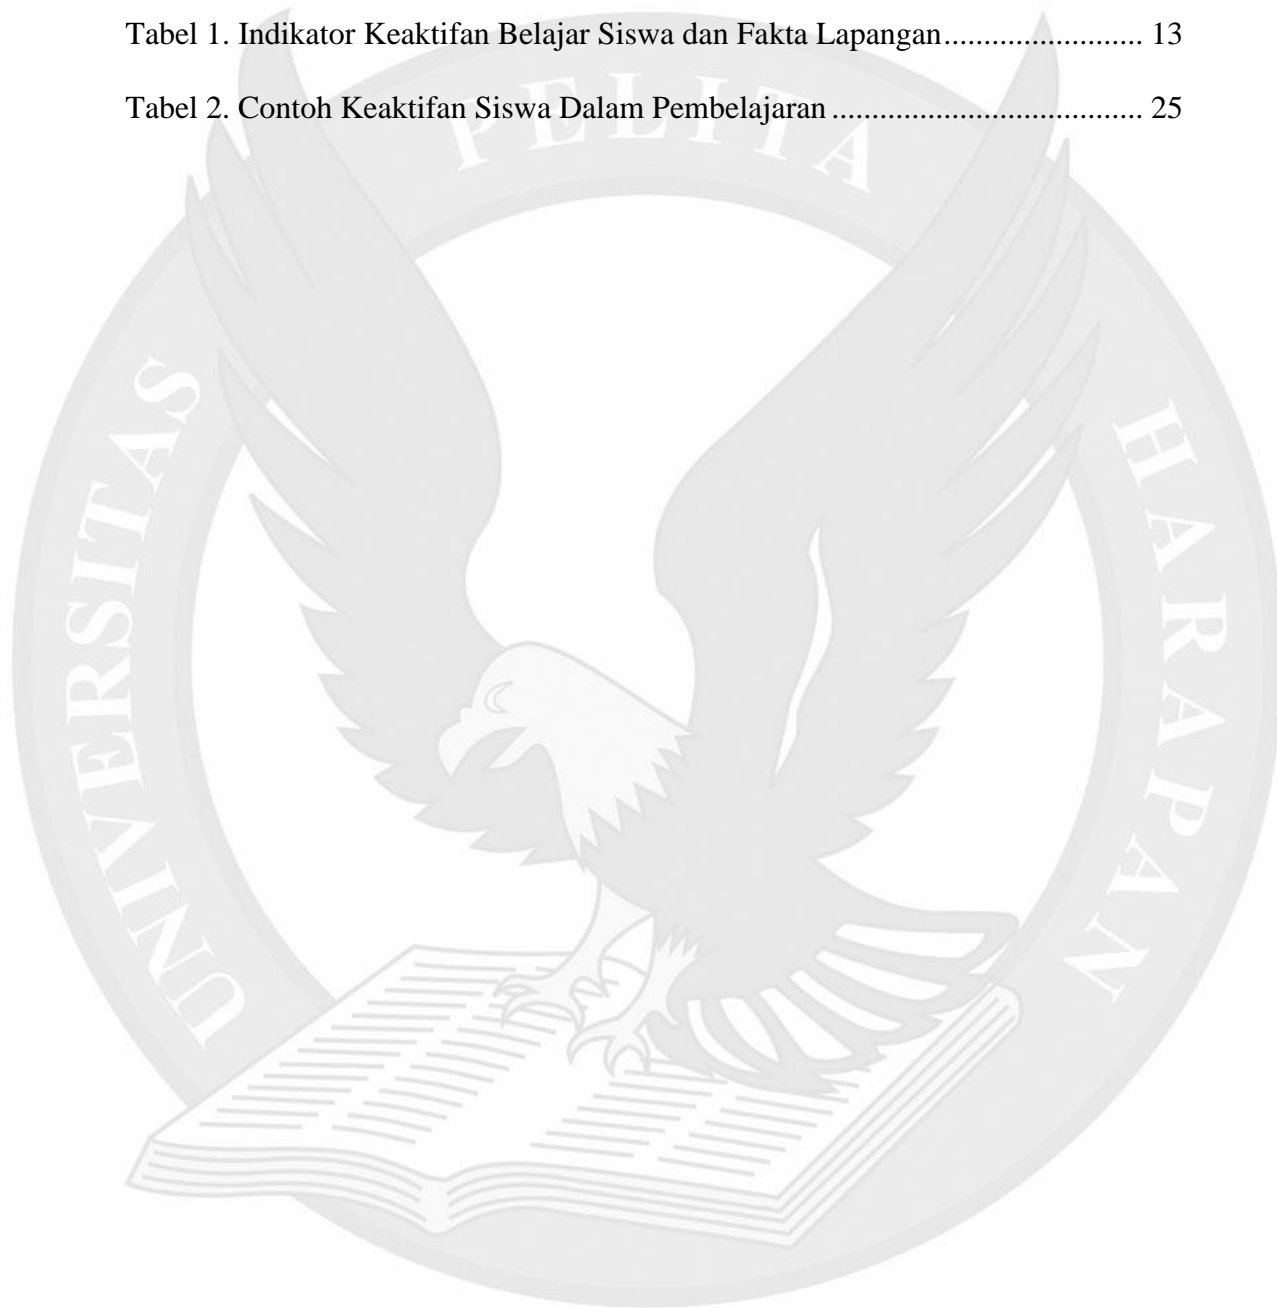 Tabel 1. Indikator Keaktifan Belajar Siswa dan Fakta Lapangan......................... 13
Tabel 2. Contoh Keaktifan Siswa Dalam Pembelajaran ....................................... 25
UNIVERSITAS PELITA HARAPAN